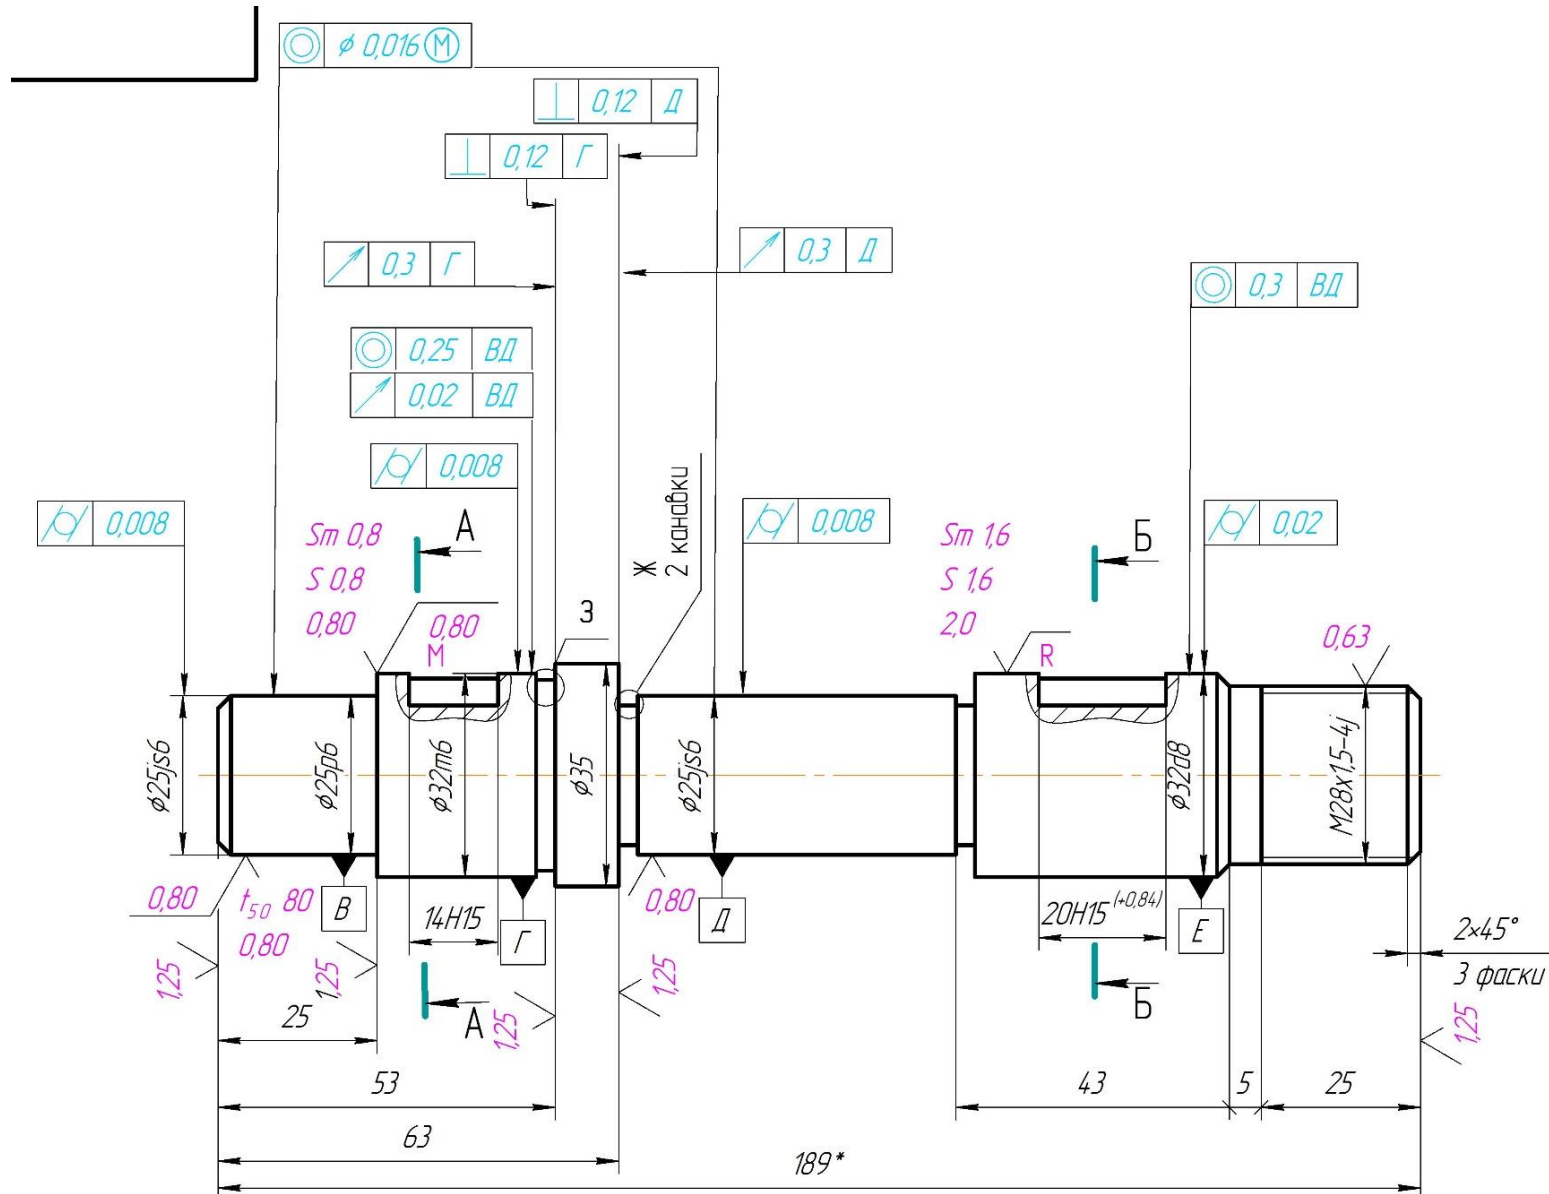 ⌀ 0,016 Ⓜ
0,12 Д
0,12 Г
0,3 Г
0,3 Д
0,3 ВД
0,25 ВД
0,02 ВД
0,008
0,008
0,008
0,02
Sm 0,8
S 0,8
0,80
А
Ж
2 канавки
Sm 1,6
S 1,6
2,0
Б
0,80
М
З
R
0,63
⌀25js6
⌀25p6
⌀32m6
⌀35
⌀25js6
⌀32d8
М28х1,5-4j
0,80
t50 80
0,80
В
14Н15
Г
0,80
Д
20Н15 (+0,84)
Е
2×45°
3 фаски
1,25
1,25
1,25
1,25
1,25
А
Б
25
53
63
43
5
25
189*